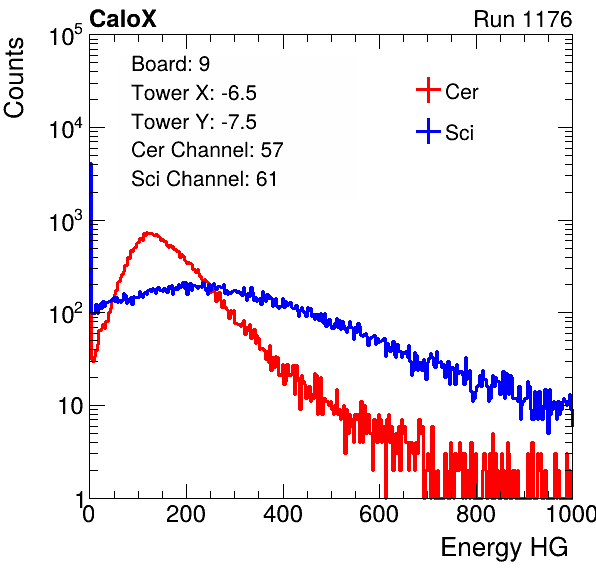 CaloX Run 1176
Counts
10^5
10^4
10^3
10^2
10
1
Board: 9
Tower X: -6.5
Tower Y: -7.5
Cer Channel: 57
Sci Channel: 61
Cer
Sci
0 200 400 600 800 1000
Energy HG